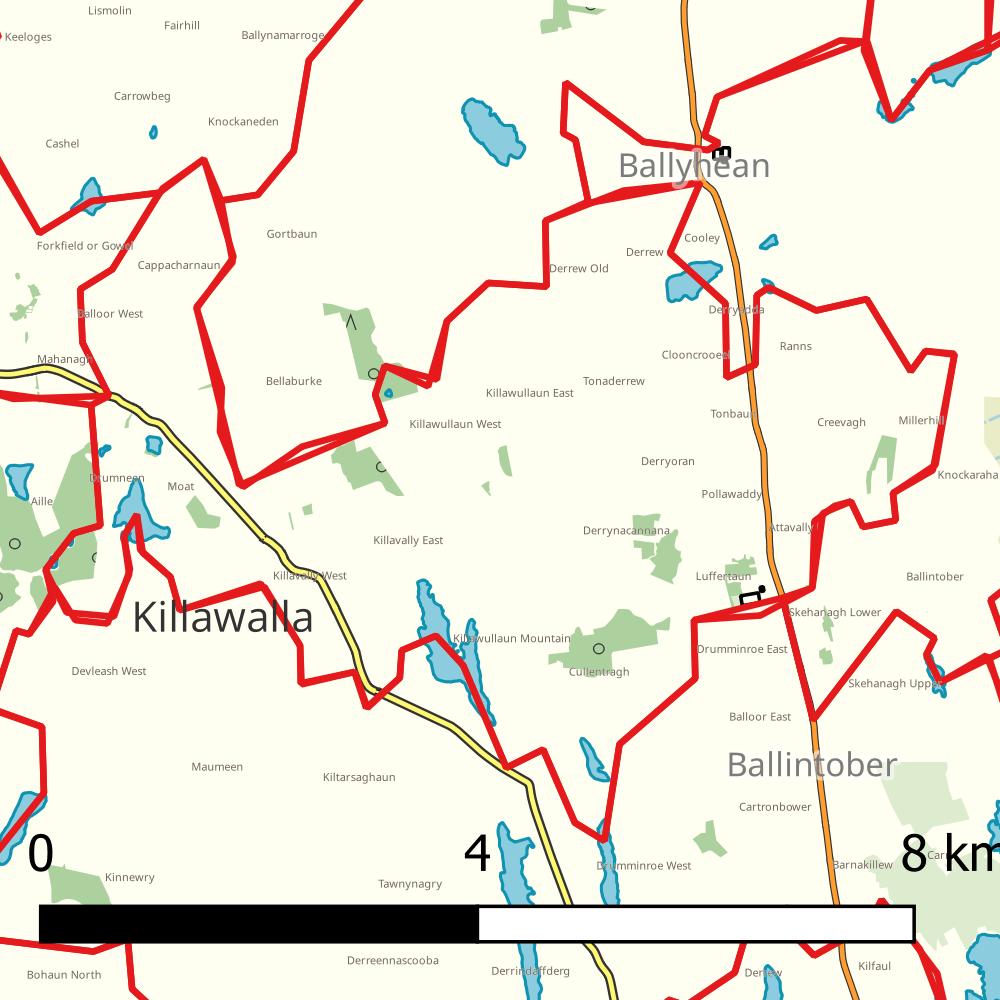 Lismolin
Fairhill
Keeloges
Ballynamarroge
Carrowbeg
Knockaneden
Cashel
Ballyhean
Gortbaun
Cooley
Forkfield or Gowel
Derrew
Cappacharnaun
Derrew Old
Derrynadda
Balloor West
Ranns
Clooncrooeel
Mahanagh
Bellaburke
Tonaderrew
Killawullaun East
Tonbaun
Killawullaun West
Creevagh
Millerhill
Derryoran
Knockaraha
Drumneen
Moat
Pollawaddy
Aille
Derrynacannana
Attavally
Killavally East
Killavally West
Luffertaun
Ballintober
Killawalla
Skehanagh Lower
Killawullaun Mountain
Drumminroe East
Devleash West
Cullentragh
Skehanagh Upper
Balloor East
Ballintober
Maumeen
Kiltarsaghaun
Cartronbower
0
4
8 km
Drumminroe West
Barnakillew
Kinnewry
Tawnynagry
Derreennascooba
Derrindaffderg
Derrew
Kilfaul
Bohaun North